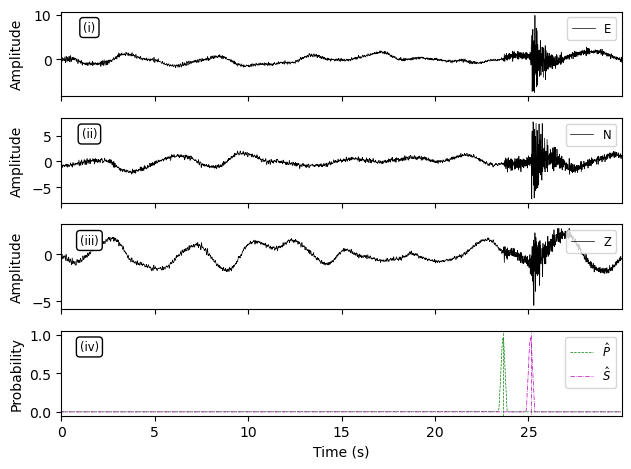 10
0
Amplitude
(i)
E
5
0
−5
Amplitude
(ii)
N
0
−5
Amplitude
(iii)
Z
1.0
0.5
0.0
Probability
(iv)
P̂
Ŝ
0 5 10 15 20 25
Time (s)